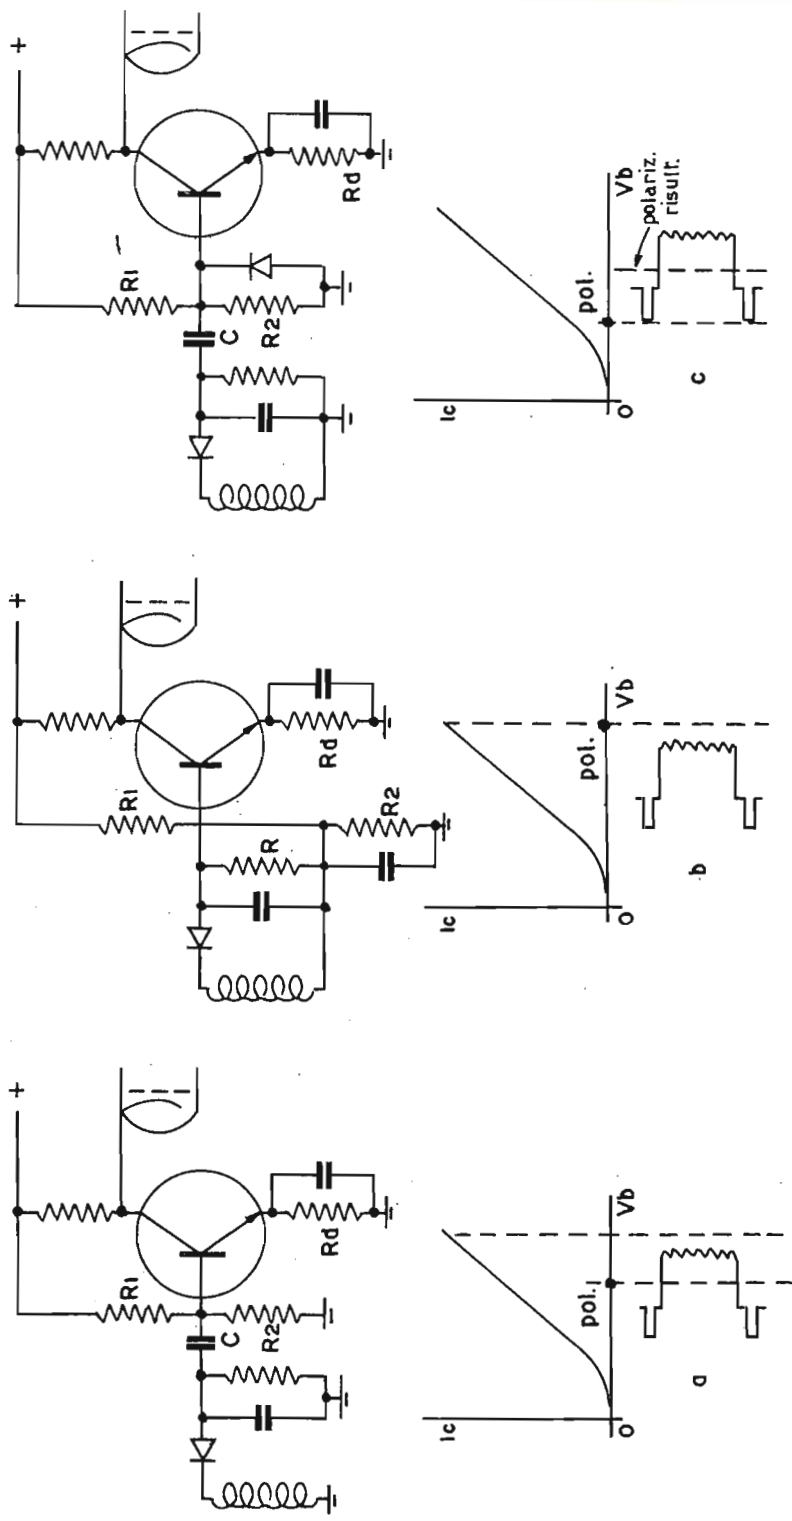 +
R1
C
R2
Rd
Ic
O
pol.
Vb
a
+
R1
R
R2
Rd
Ic
O
pol.
Vb
b
+
R1
C
R2
Rd
Ic
O
pol.
Vb
polariz.
risult.
c